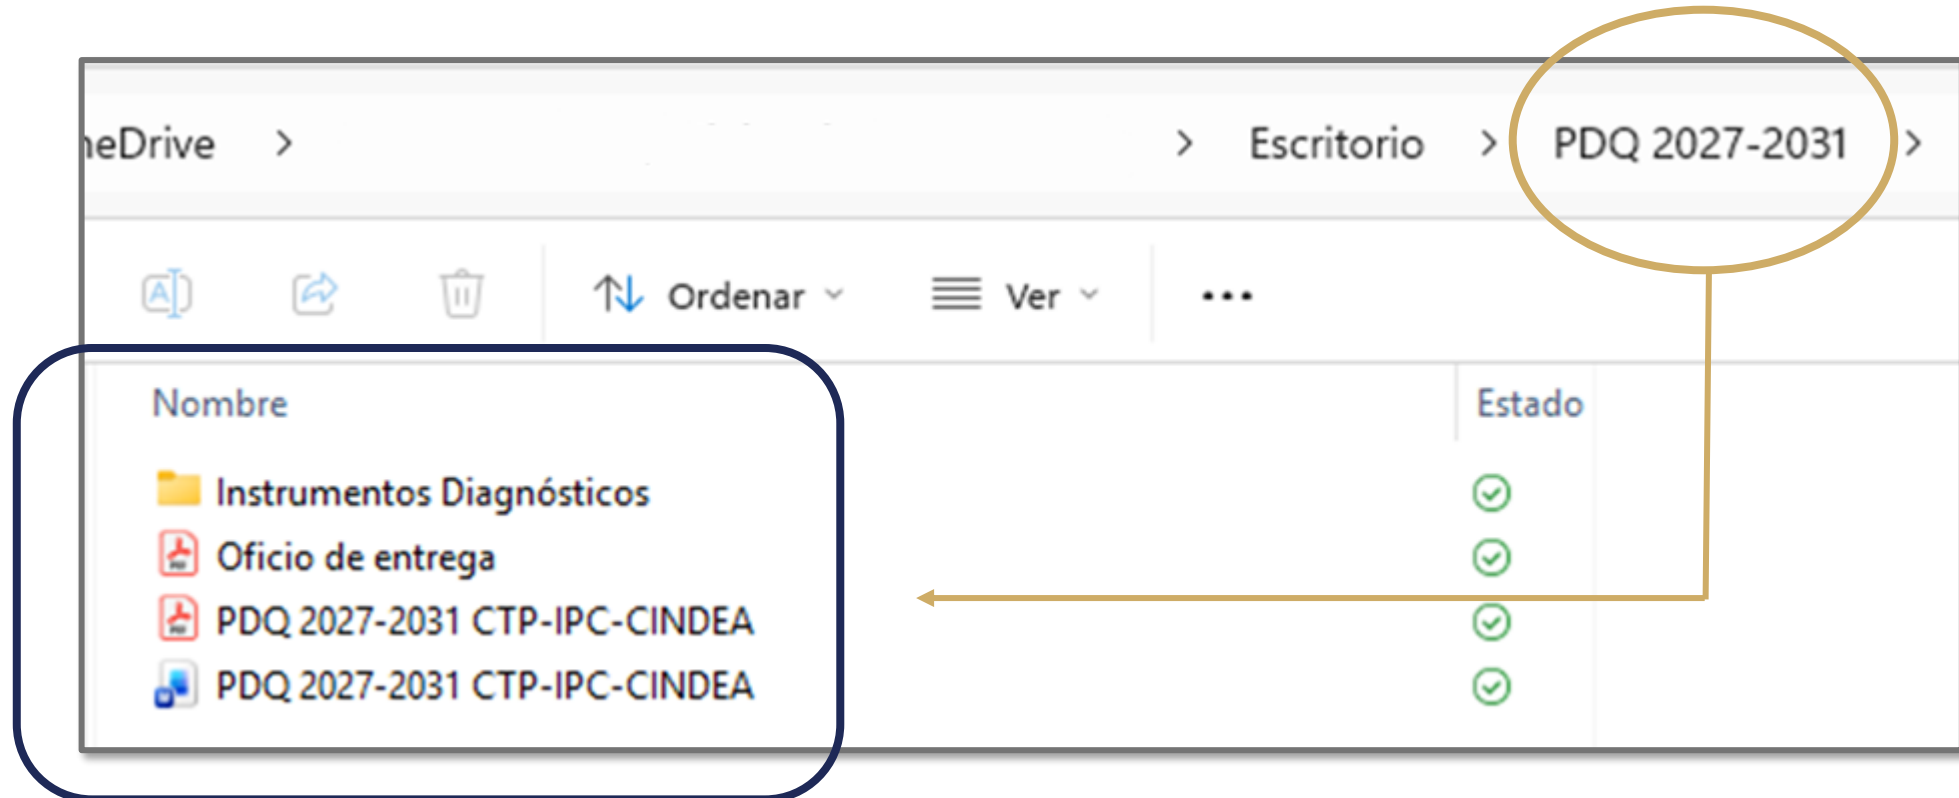 neDrive > > Escritorio > PDQ 2027-2031 >
Ordenar Ver ...
Nombre Estado
Instrumentos Diagnósticos
Oficio de entrega
PDQ 2027-2031 CTP-IPC-CINDEA
PDQ 2027-2031 CTP-IPC-CINDEA